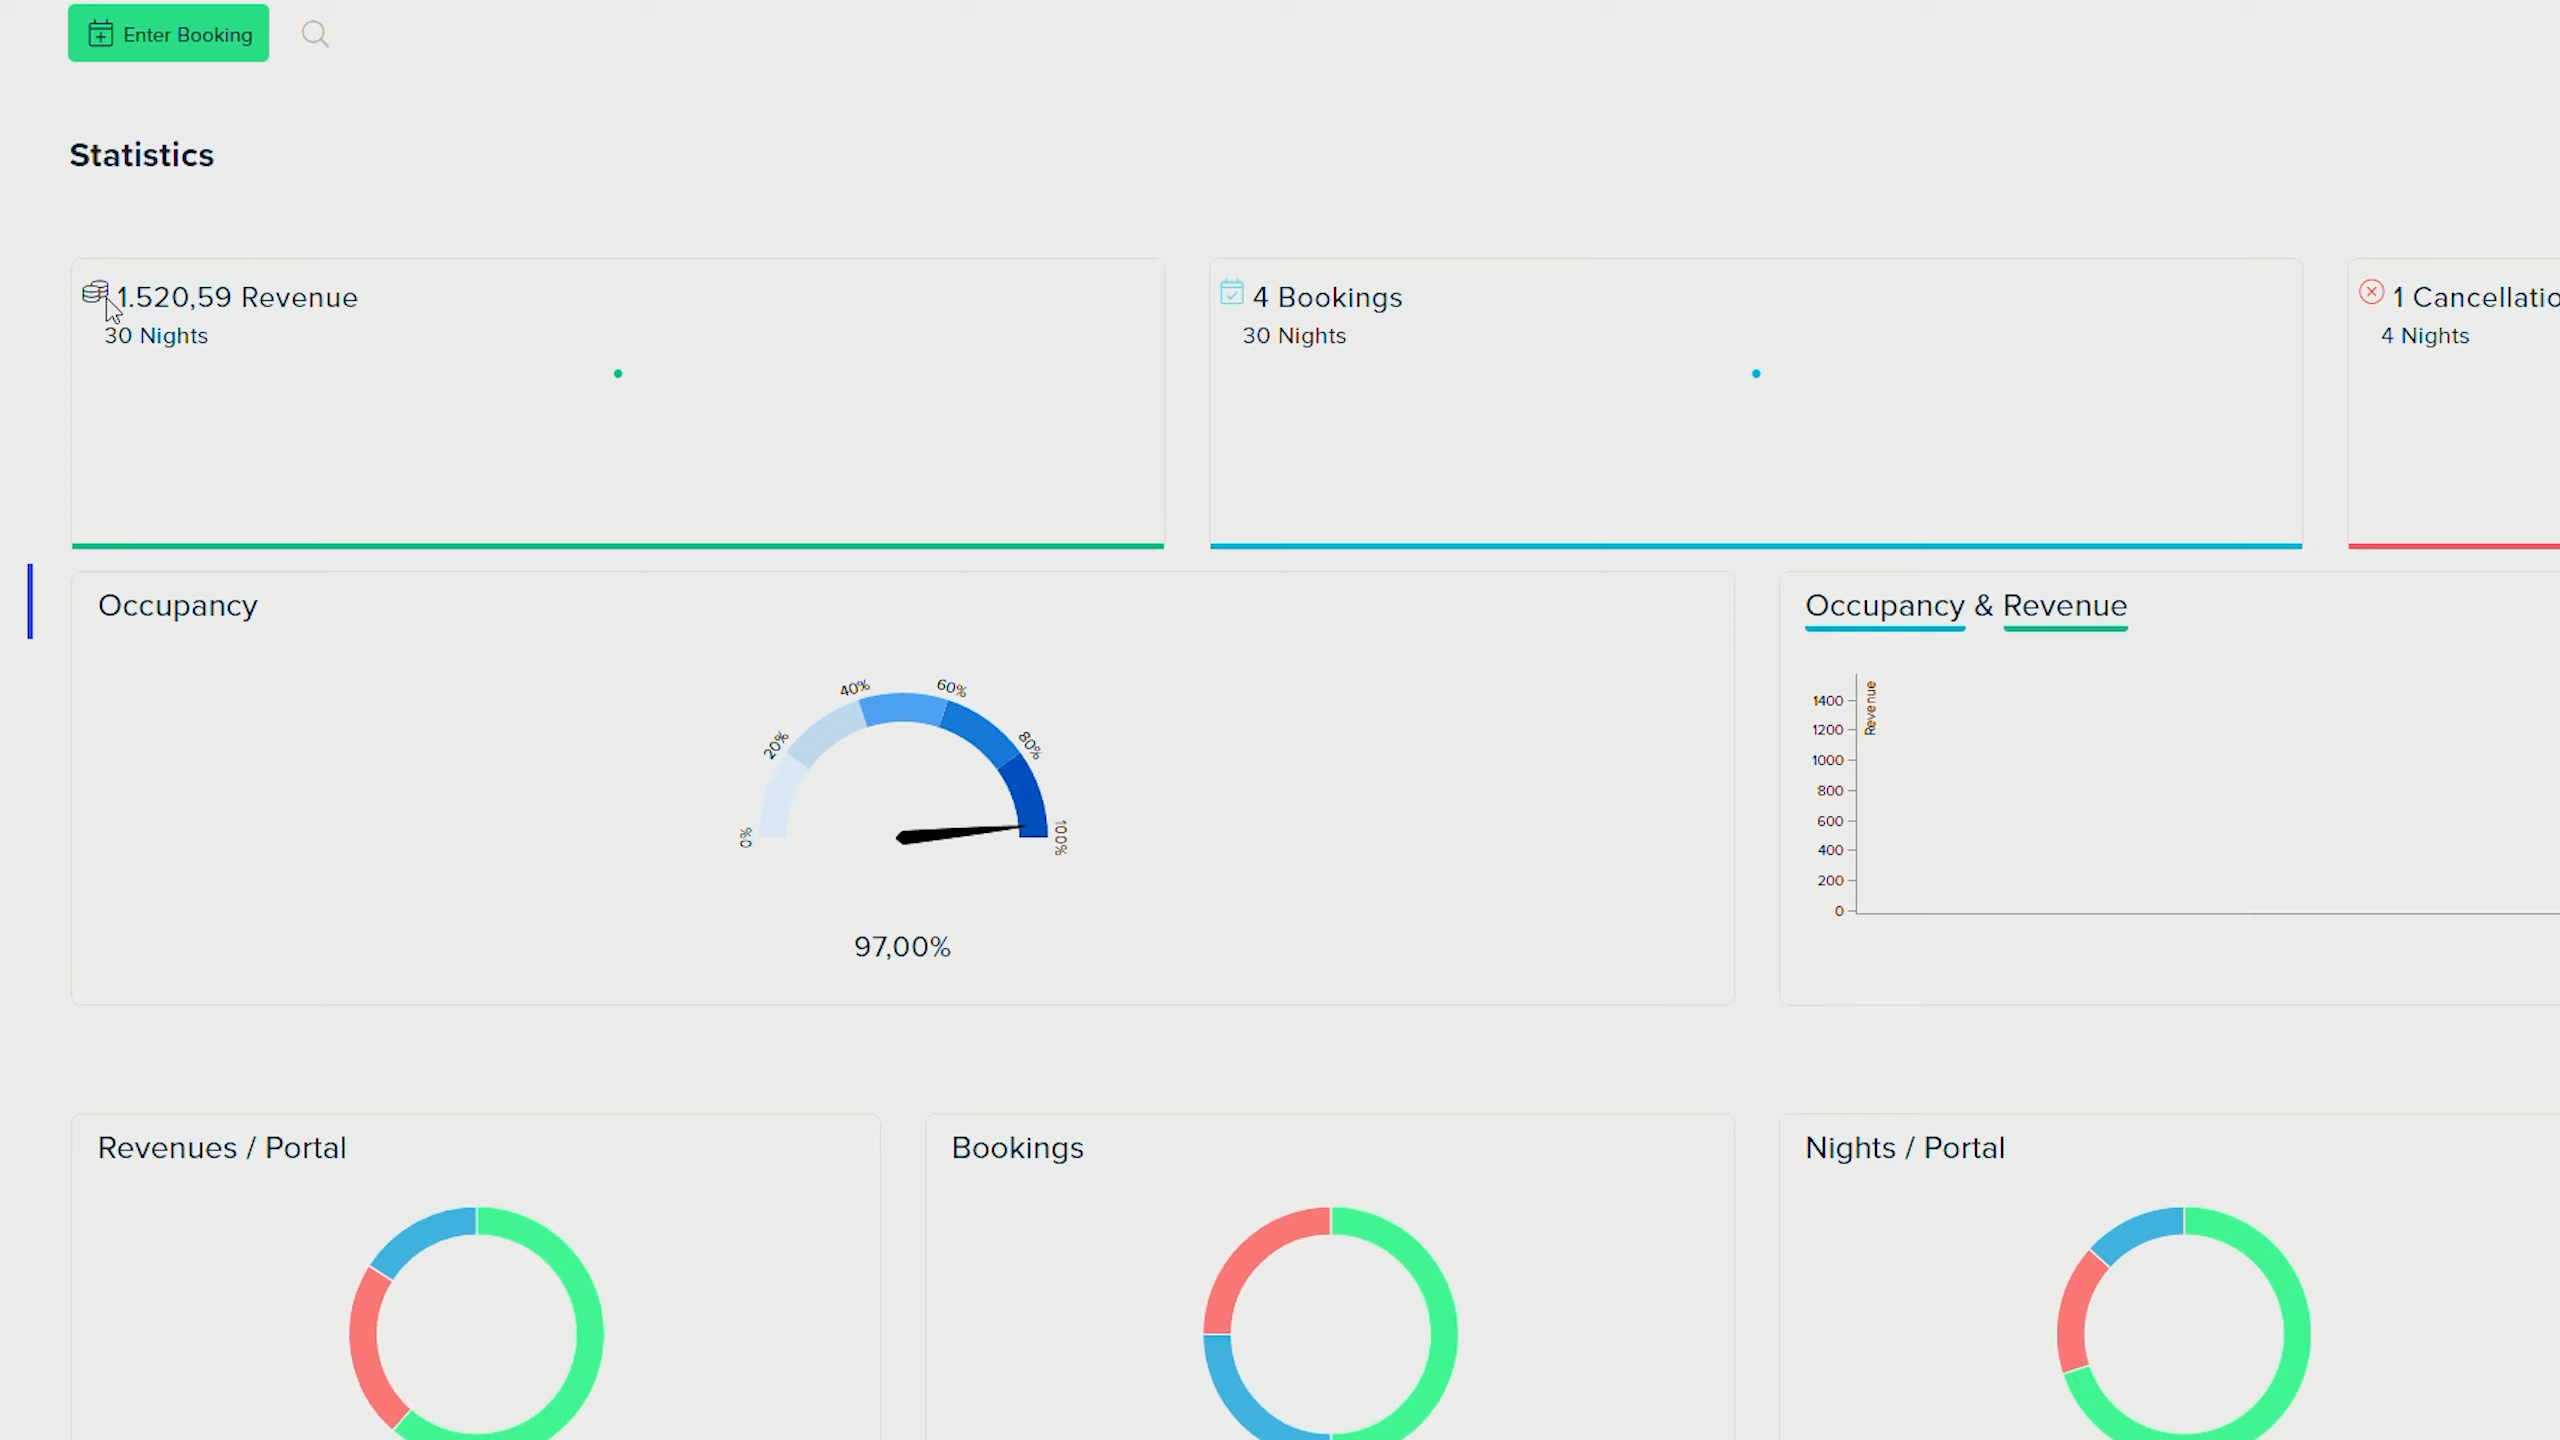 Enter Booking
Statistics
1.520,59 Revenue
30 Nights
4 Bookings
30 Nights
1 Cancellatio
4 Nights
Occupancy
0%
20%
40%
60%
80%
100%
97,00%
Occupancy & Revenue
Revenue
1400
1200
1000
800
600
400
200
0
Revenues / Portal
Bookings
Nights / Portal